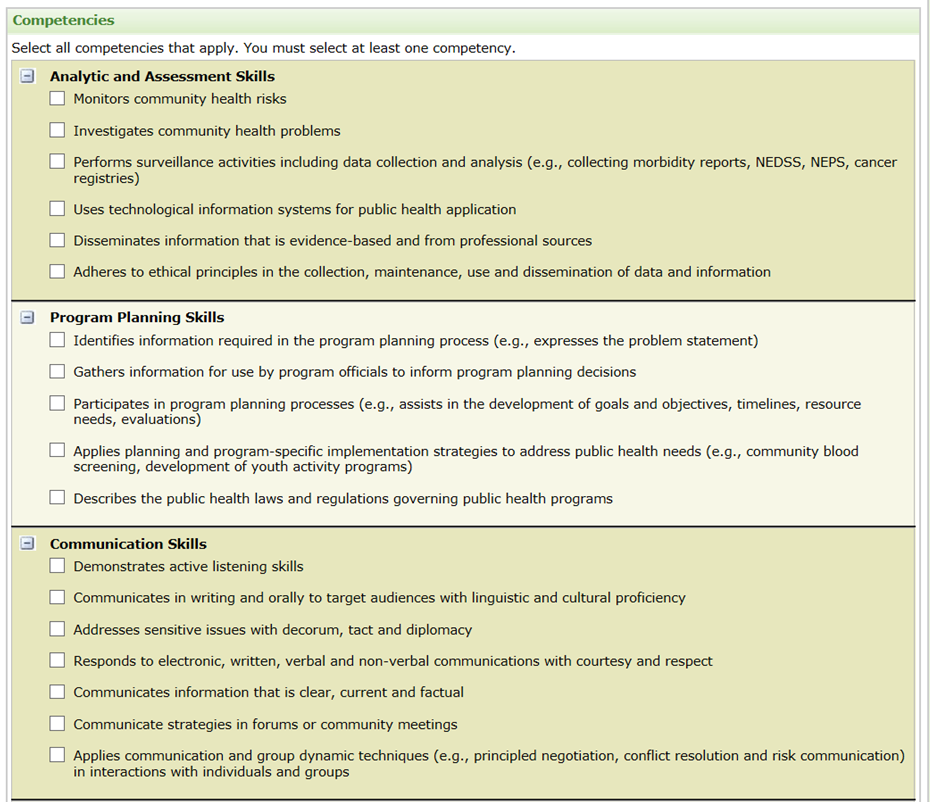 Competencies
Select all competencies that apply. You must select at least one competency.
Analytic and Assessment Skills
Monitors community health risks
Investigates community health problems
Performs surveillance activities including data collection and analysis (e.g., collecting morbidity reports, NEDSS, NEPS, cancer
registries)
Uses technological information systems for public health application
Disseminates information that is evidence-based and from professional sources
Adheres to ethical principles in the collection, maintenance, use and dissemination of data and information
Program Planning Skills
Identifies information required in the program planning process (e.g., expresses the problem statement)
Gathers information for use by program officials to inform program planning decisions
Participates in program planning processes (e.g., assists in the development of goals and objectives, timelines, resource
needs, evaluations)
Applies planning and program-specific implementation strategies to address public health needs (e.g., community blood
screening, development of youth activity programs)
Describes the public health laws and regulations governing public health programs
Communication Skills
Demonstrates active listening skills
Communicates in writing and orally to target audiences with linguistic and cultural proficiency
Addresses sensitive issues with decorum, tact and diplomacy
Responds to electronic, written, verbal and non-verbal communications with courtesy and respect
Communicates information that is clear, current and factual
Communicate strategies in forums or community meetings
Applies communication and group dynamic techniques (e.g., principled negotiation, conflict resolution and risk communication)
in interactions with individuals and groups